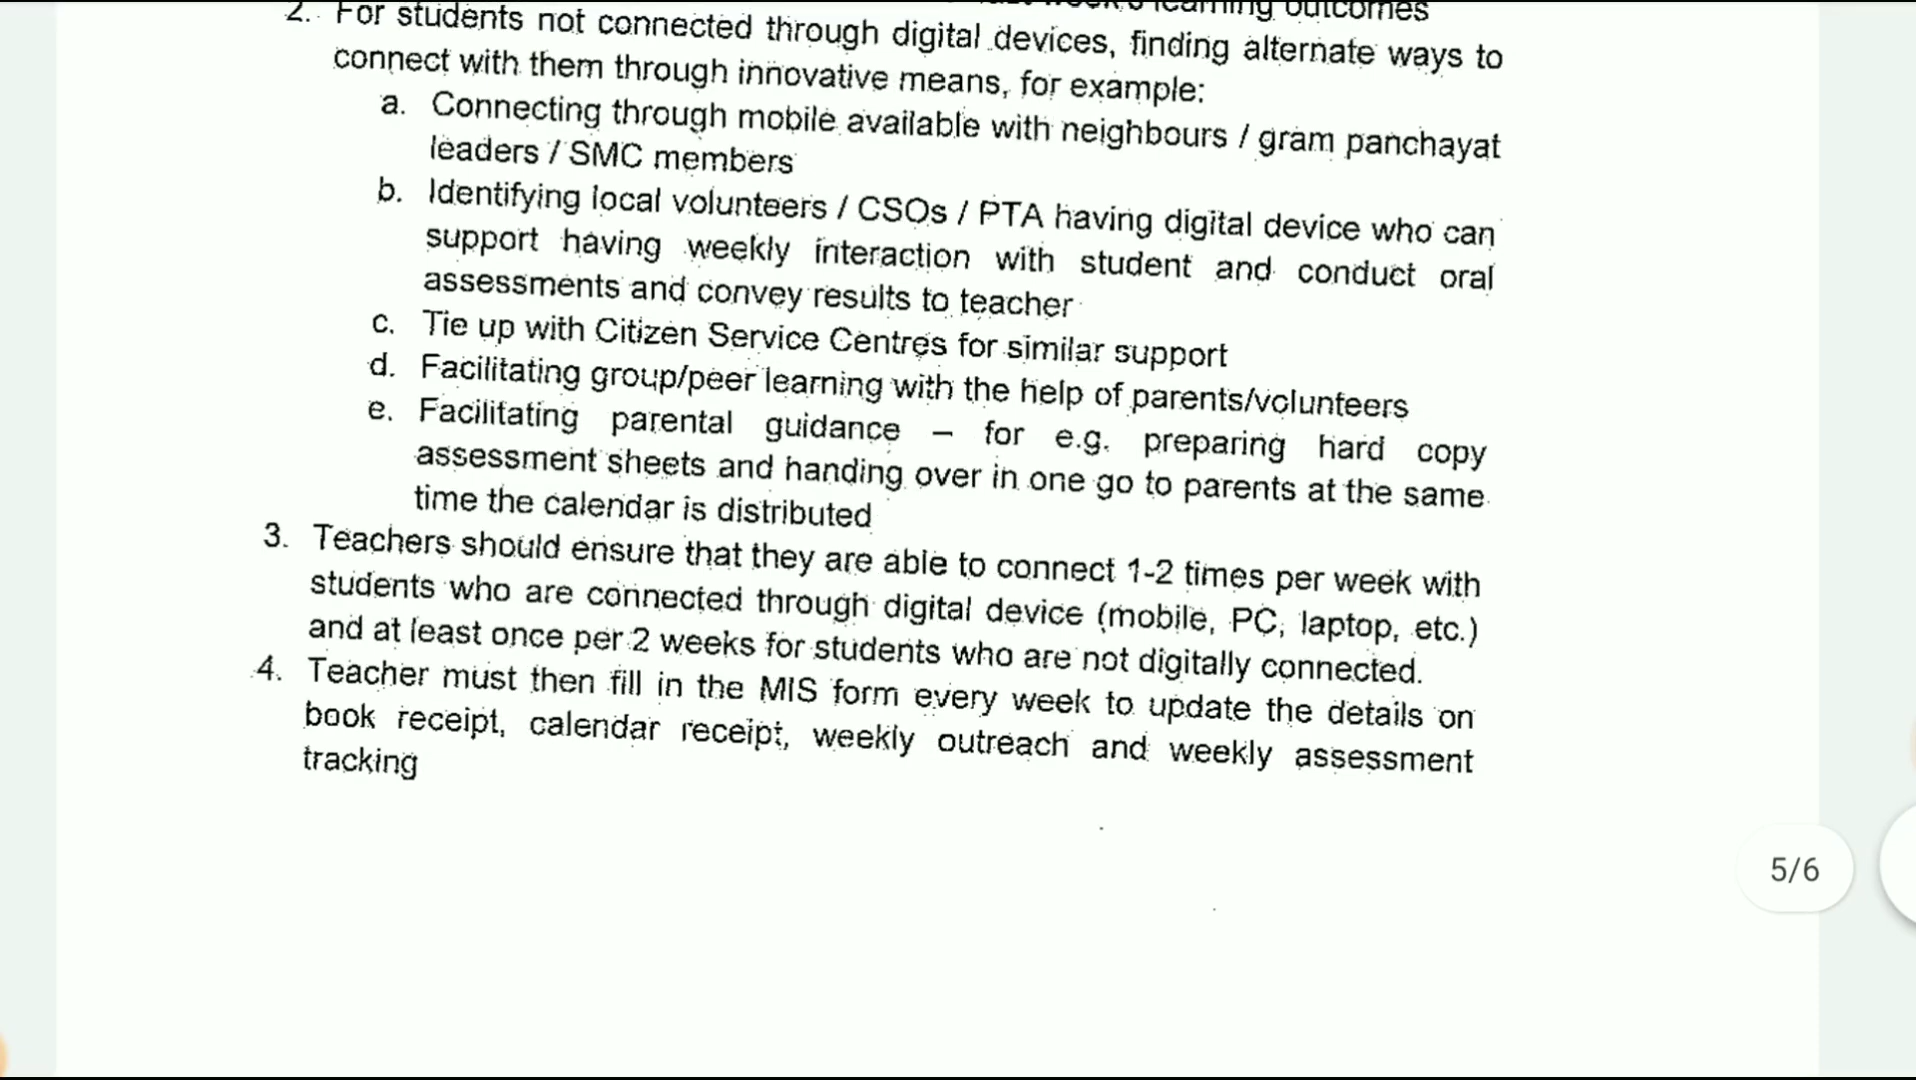 learning outcomes
2. For students not connected through digital devices, finding alternate ways to
connect with them through innovative means, for example:
a. Connecting through mobile available with neighbours / gram panchayat
leaders / SMC members
b. Identifying local volunteers / CSOs / PTA having digital device who can
support having weekly interaction with student and conduct oral
assessments and convey results to teacher
c. Tie up with Citizen Service Centres for similar support
d. Facilitating group/peer learning with the help of parents/volunteers
e. Facilitating parental guidance – for e.g. preparing hard copy
assessment sheets and handing over in one go to parents at the same
time the calendar is distributed
3. Teachers should ensure that they are able to connect 1-2 times per week with
students who are connected through digital device (mobile, PC, laptop, etc.)
and at least once per 2 weeks for students who are not digitally connected.
4. Teacher must then fill in the MIS form every week to update the details on
book receipt, calendar receipt, weekly outreach and weekly assessment
tracking
5/6